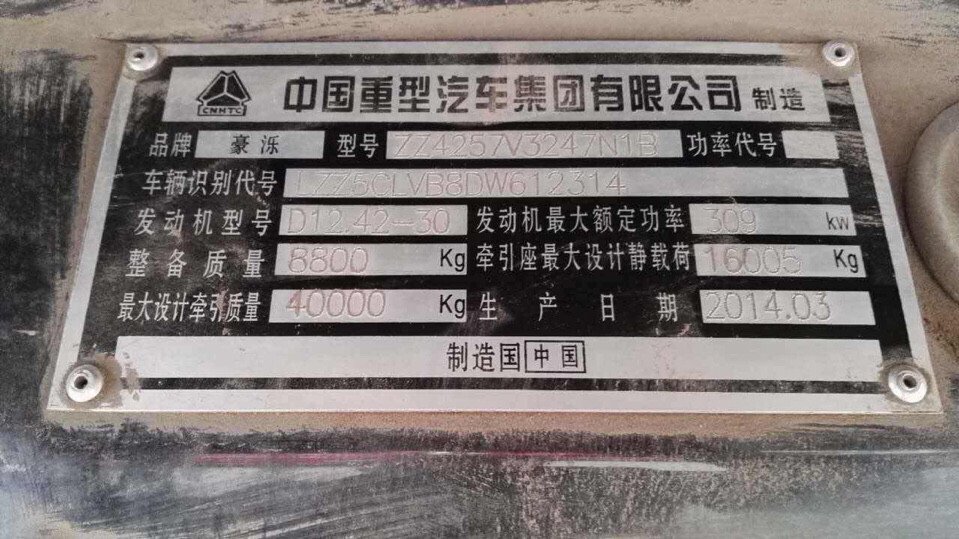 CNHTC 中国重型汽车集团有限公司 制造
品牌 豪泺 型号 ZZ4257V3247N1B 功率代号
车辆识别代号 LZZ5CLVB8DW612314
发动机型号 D12.42-30 发动机最大额定功率 309 kw
整备质量 8800 Kg 牵引座最大设计静载荷 16005 Kg
最大设计牵引质量 40000 Kg 生产日期 2014.03
制造国 中国